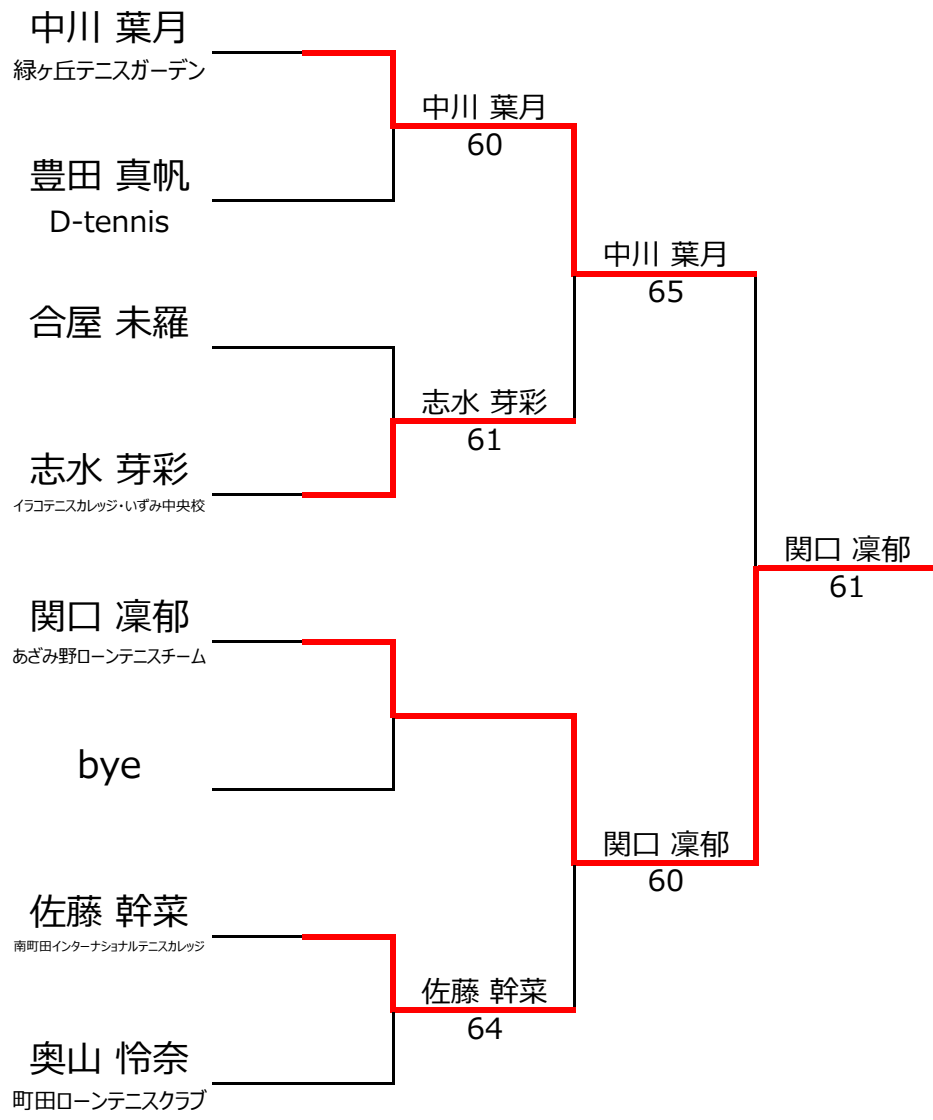 中川 葉月
緑ヶ丘テニスガーデン
中川 葉月
60
豊田 真帆
D-tennis
中川 葉月
65
合屋 未羅
志水 芽彩
61
志水 芽彩
イラコテニスカレッジ・いずみ中央校
関口 凜郁
61
関口 凜郁
あざみ野ローンテニスチーム
bye
関口 凜郁
60
佐藤 幹菜
南町田インターナショナルテニスカレッジ
佐藤 幹菜
64
奥山 怜奈
町田ローンテニスクラブ